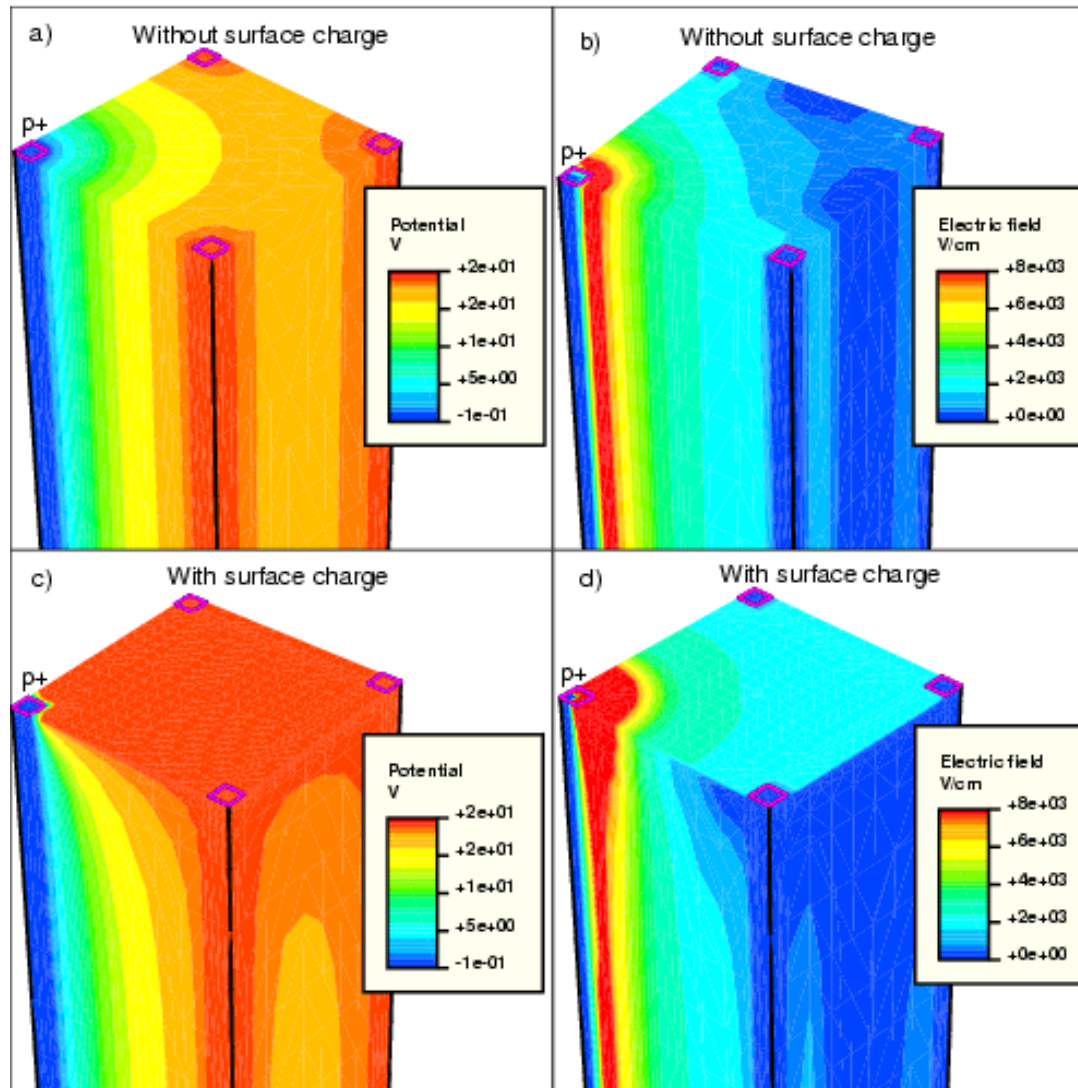 a) Without surface charge
p+
Potential
V
+2e+01
+2e+01
+1e+01
+5e+00
-1e-01
b) Without surface charge
p+
Electric field
V/cm
+8e+03
+6e+03
+4e+03
+2e+03
+0e+00
c) With surface charge
p+
Potential
V
+2e+01
+2e+01
+1e+01
+5e+00
-1e-01
d) With surface charge
p+
Electric field
V/cm
+8e+03
+6e+03
+4e+03
+2e+03
+0e+00